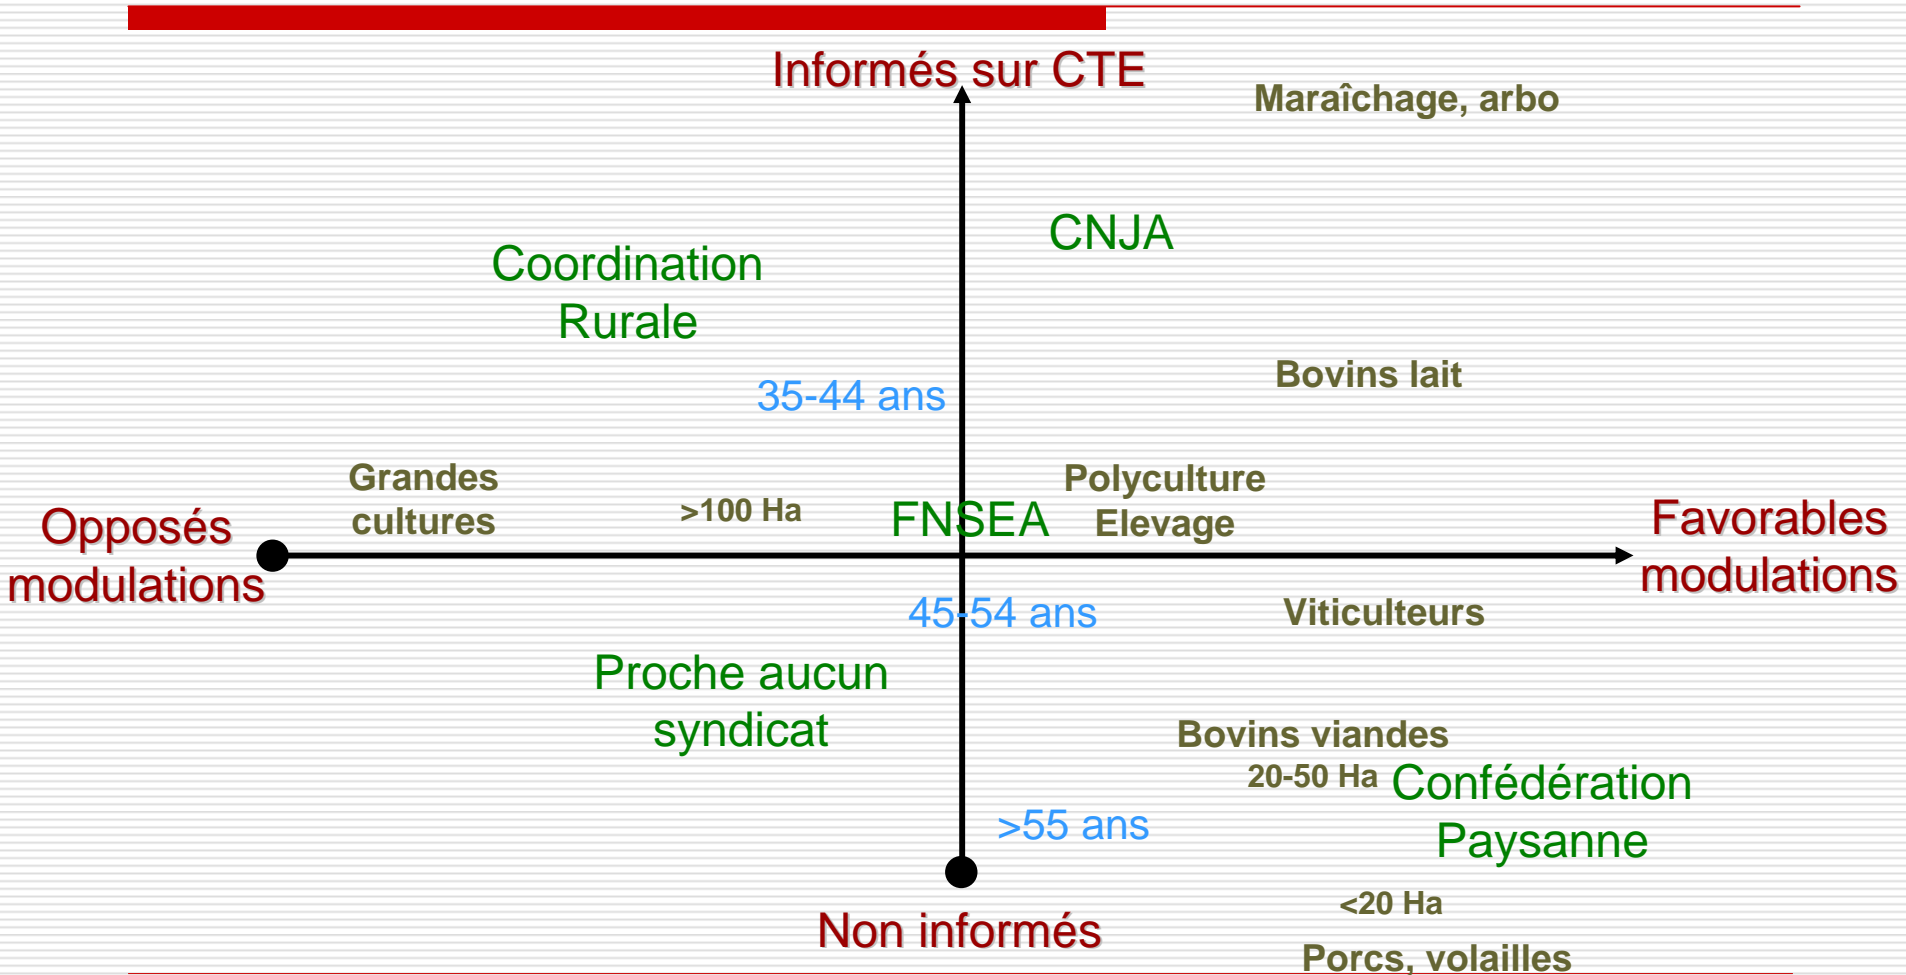 Informés sur CTE
Maraîchage, arbo
CNJA
Coordination
Rurale
Bovins lait
35-44 ans
Grandes
cultures
>100 Ha
FNSEA
Polyculture
Elevage
Opposés
modulations
Favorables
modulations
45-54 ans
Viticulteurs
Proche aucun
syndicat
Bovins viandes
20-50 Ha
Confédération
Paysanne
>55 ans
<20 Ha
Non informés
Porcs, volailles